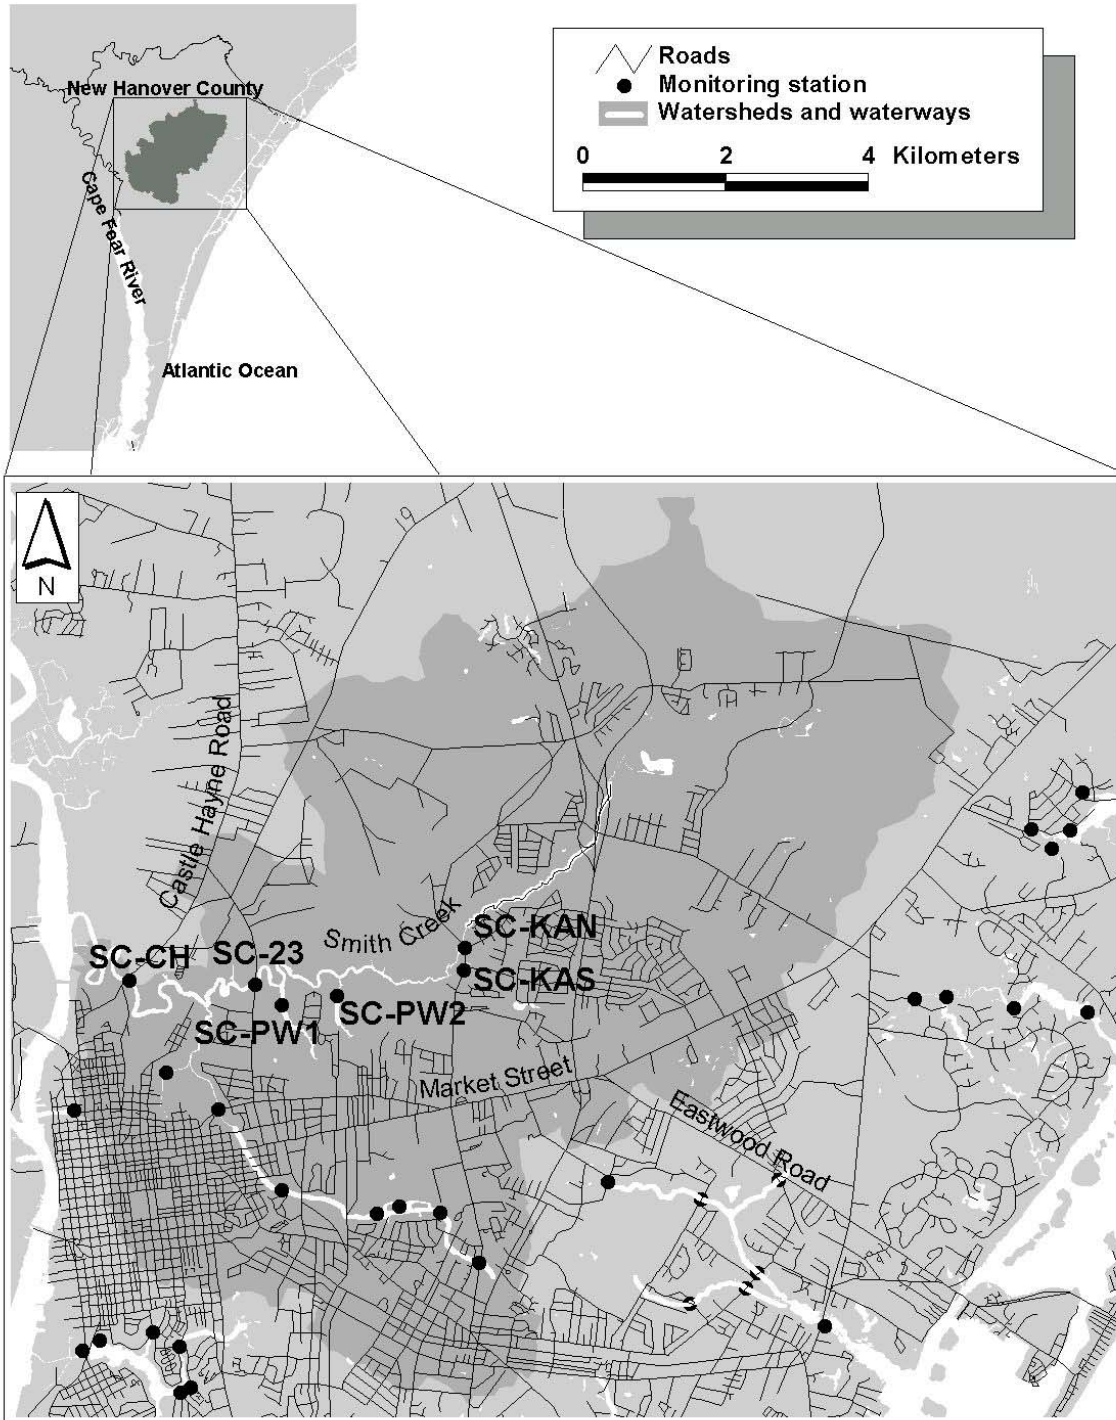 New Hanover County
Cape Fear River
Atlantic Ocean
Roads
Monitoring station
Watersheds and waterways
0 2 4 Kilometers
N
Castle Hayne Road
Smith Creek
SC-KAN
SC-CH
SC-23
SC-KAS
SC-PW2
SC-PW1
Market Street
Eastwood Road